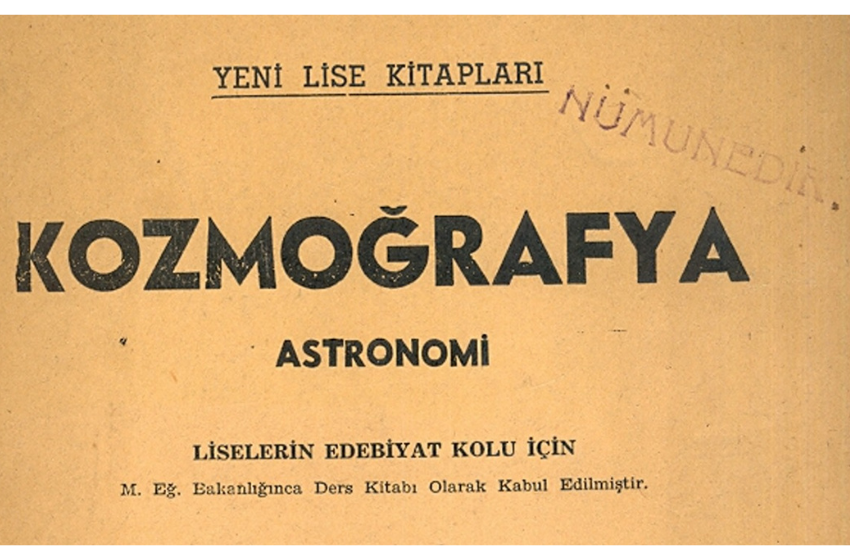 YENİ LİSE KİTAPLARI
NÜMUNEDİR.
KOZMOĞRAFYA
ASTRONOMİ
LİSELERİN EDEBİYAT KOLU İÇİN
M. Eğ. Bakanlığınca Ders Kitabı Olarak Kabul Edilmiştir.